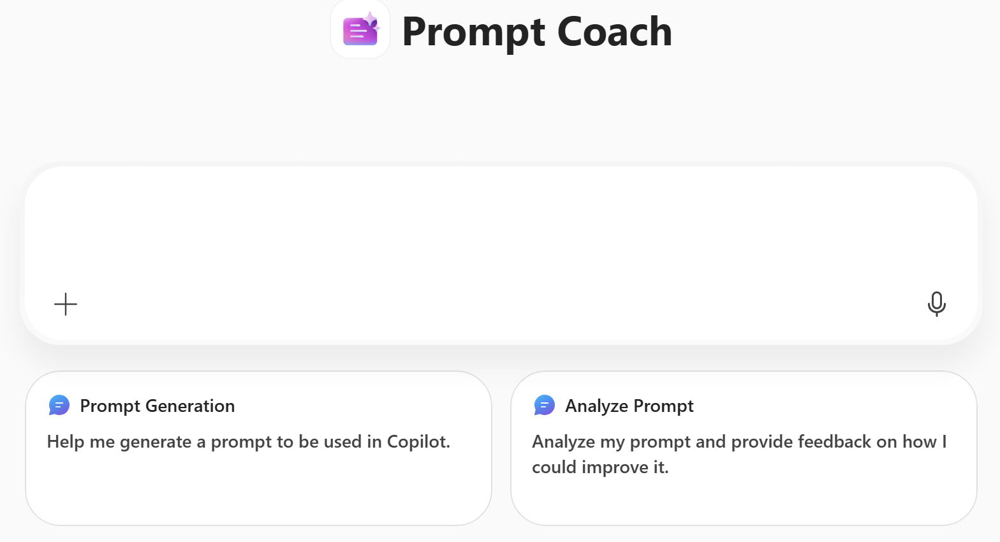 Prompt Coach
Prompt Generation
Help me generate a prompt to be used in Copilot.
Analyze Prompt
Analyze my prompt and provide feedback on how I
could improve it.